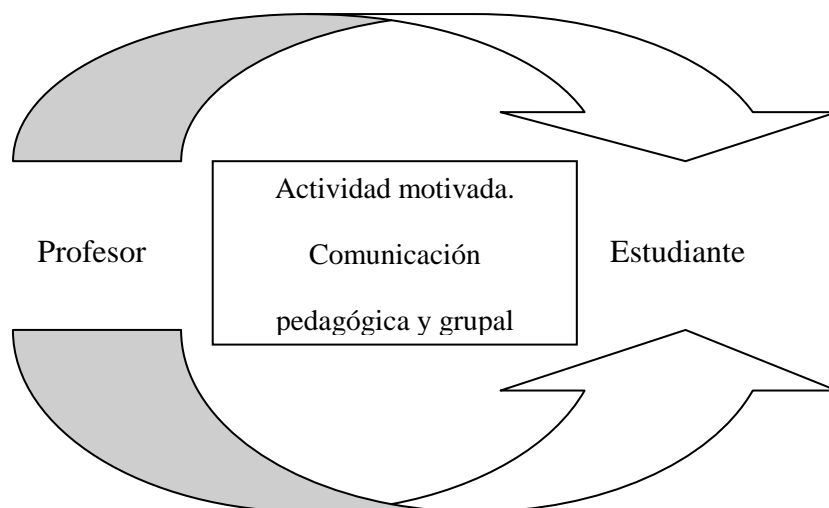 Actividad motivada.
Profesor
Comunicación
Estudiante
pedagógica y grupal